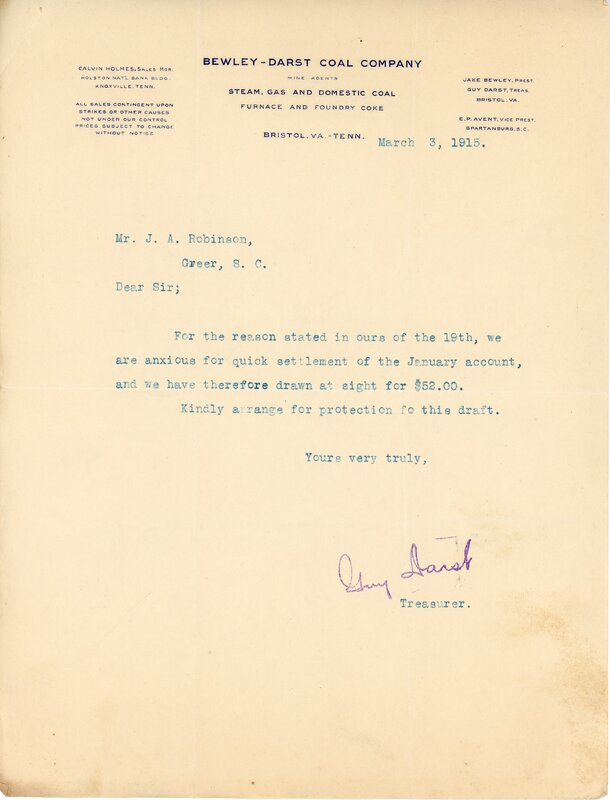 BEWLEY-DARST COAL COMPANY
MINE AGENTS
STEAM, GAS AND DOMESTIC COAL
FURNACE AND FOUNDRY COKE
BRISTOL, VA.-TENN.
CALVIN HOLMES, SALES MGR.
HOLSTON NAT'L BANK BLDG.
KNOXVILLE, TENN.
ALL SALES CONTINGENT UPON
STRIKES OR OTHER CAUSES
NOT UNDER OUR CONTROL
PRICES SUBJECT TO CHANGE
WITHOUT NOTICE
JAKE BEWLEY, PREST.
GUY DARST, TREAS.
BRISTOL, VA.
E.P. AVENT, VICE PREST.
SPARTANBURG, S.C.
March 3, 1915.
Mr. J. A. Robinson,
Greer, S. C.
Dear Sir;
For the reason stated in ours of the 19th, we
are anxious for quick settlement of the January account,
and we have therefore drawn at sight for $52.00.
Kindly arrange for protection fo this draft.
Yours very truly,
Guy Darst
Treasurer.